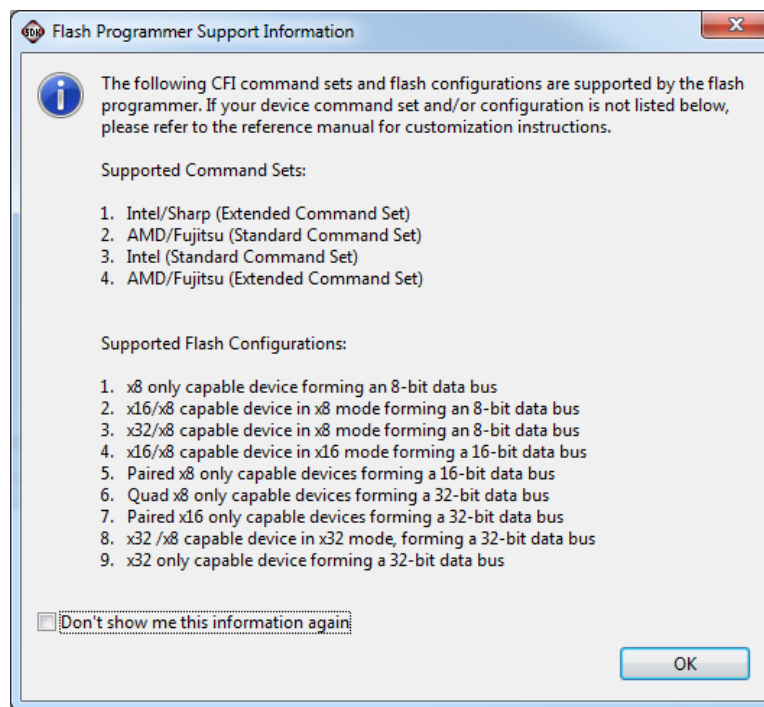 SDK Flash Programmer Support Information
The following CFI command sets and flash configurations are supported by the flash
programmer. If your device command set and/or configuration is not listed below,
please refer to the reference manual for customization instructions.
Supported Command Sets:
1. Intel/Sharp (Extended Command Set)
2. AMD/Fujitsu (Standard Command Set)
3. Intel (Standard Command Set)
4. AMD/Fujitsu (Extended Command Set)
Supported Flash Configurations:
1. x8 only capable device forming an 8-bit data bus
2. x16/x8 capable device in x8 mode forming an 8-bit data bus
3. x32/x8 capable device in x8 mode forming an 8-bit data bus
4. x16/x8 capable device in x16 mode forming a 16-bit data bus
5. Paired x8 only capable devices forming a 16-bit data bus
6. Quad x8 only capable devices forming a 32-bit data bus
7. Paired x16 only capable devices forming a 32-bit data bus
8. x32 /x8 capable device in x32 mode, forming a 32-bit data bus
9. x32 only capable device forming a 32-bit data bus
Don't show me this information again
OK